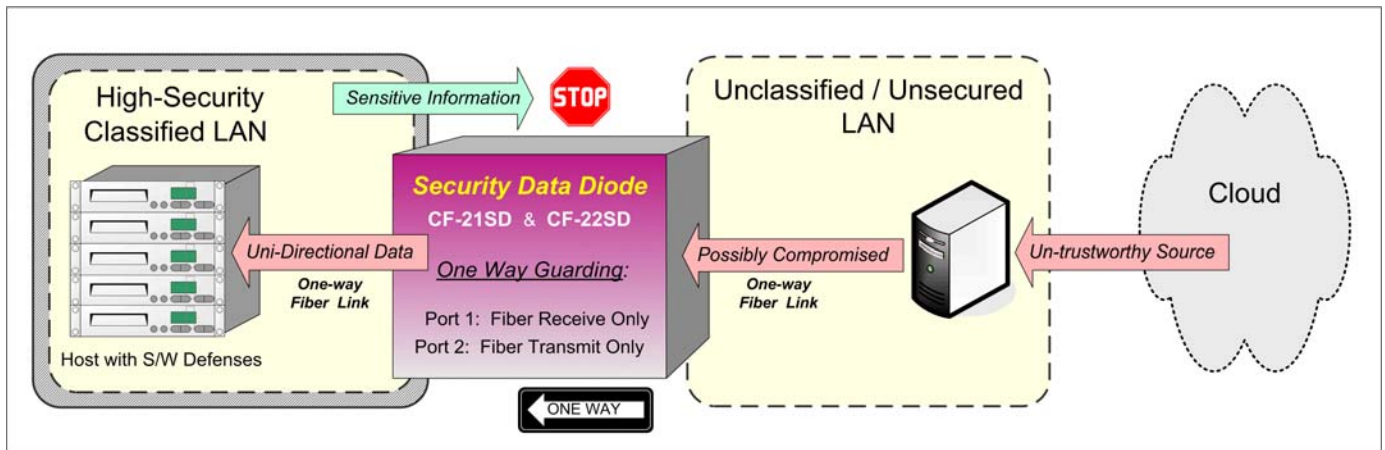 High-Security
Classified LAN
Sensitive Information
STOP
Unclassified / Unsecured
LAN
Security Data Diode
CF-21SD & CF-22SD
One Way Guarding:
Port 1: Fiber Receive Only
Port 2: Fiber Transmit Only
Uni-Directional Data
One-way
Fiber Link
Host with S/W Defenses
Possibly Compromised
One-way
Fiber Link
Un-trustworthy Source
Cloud
ONE WAY